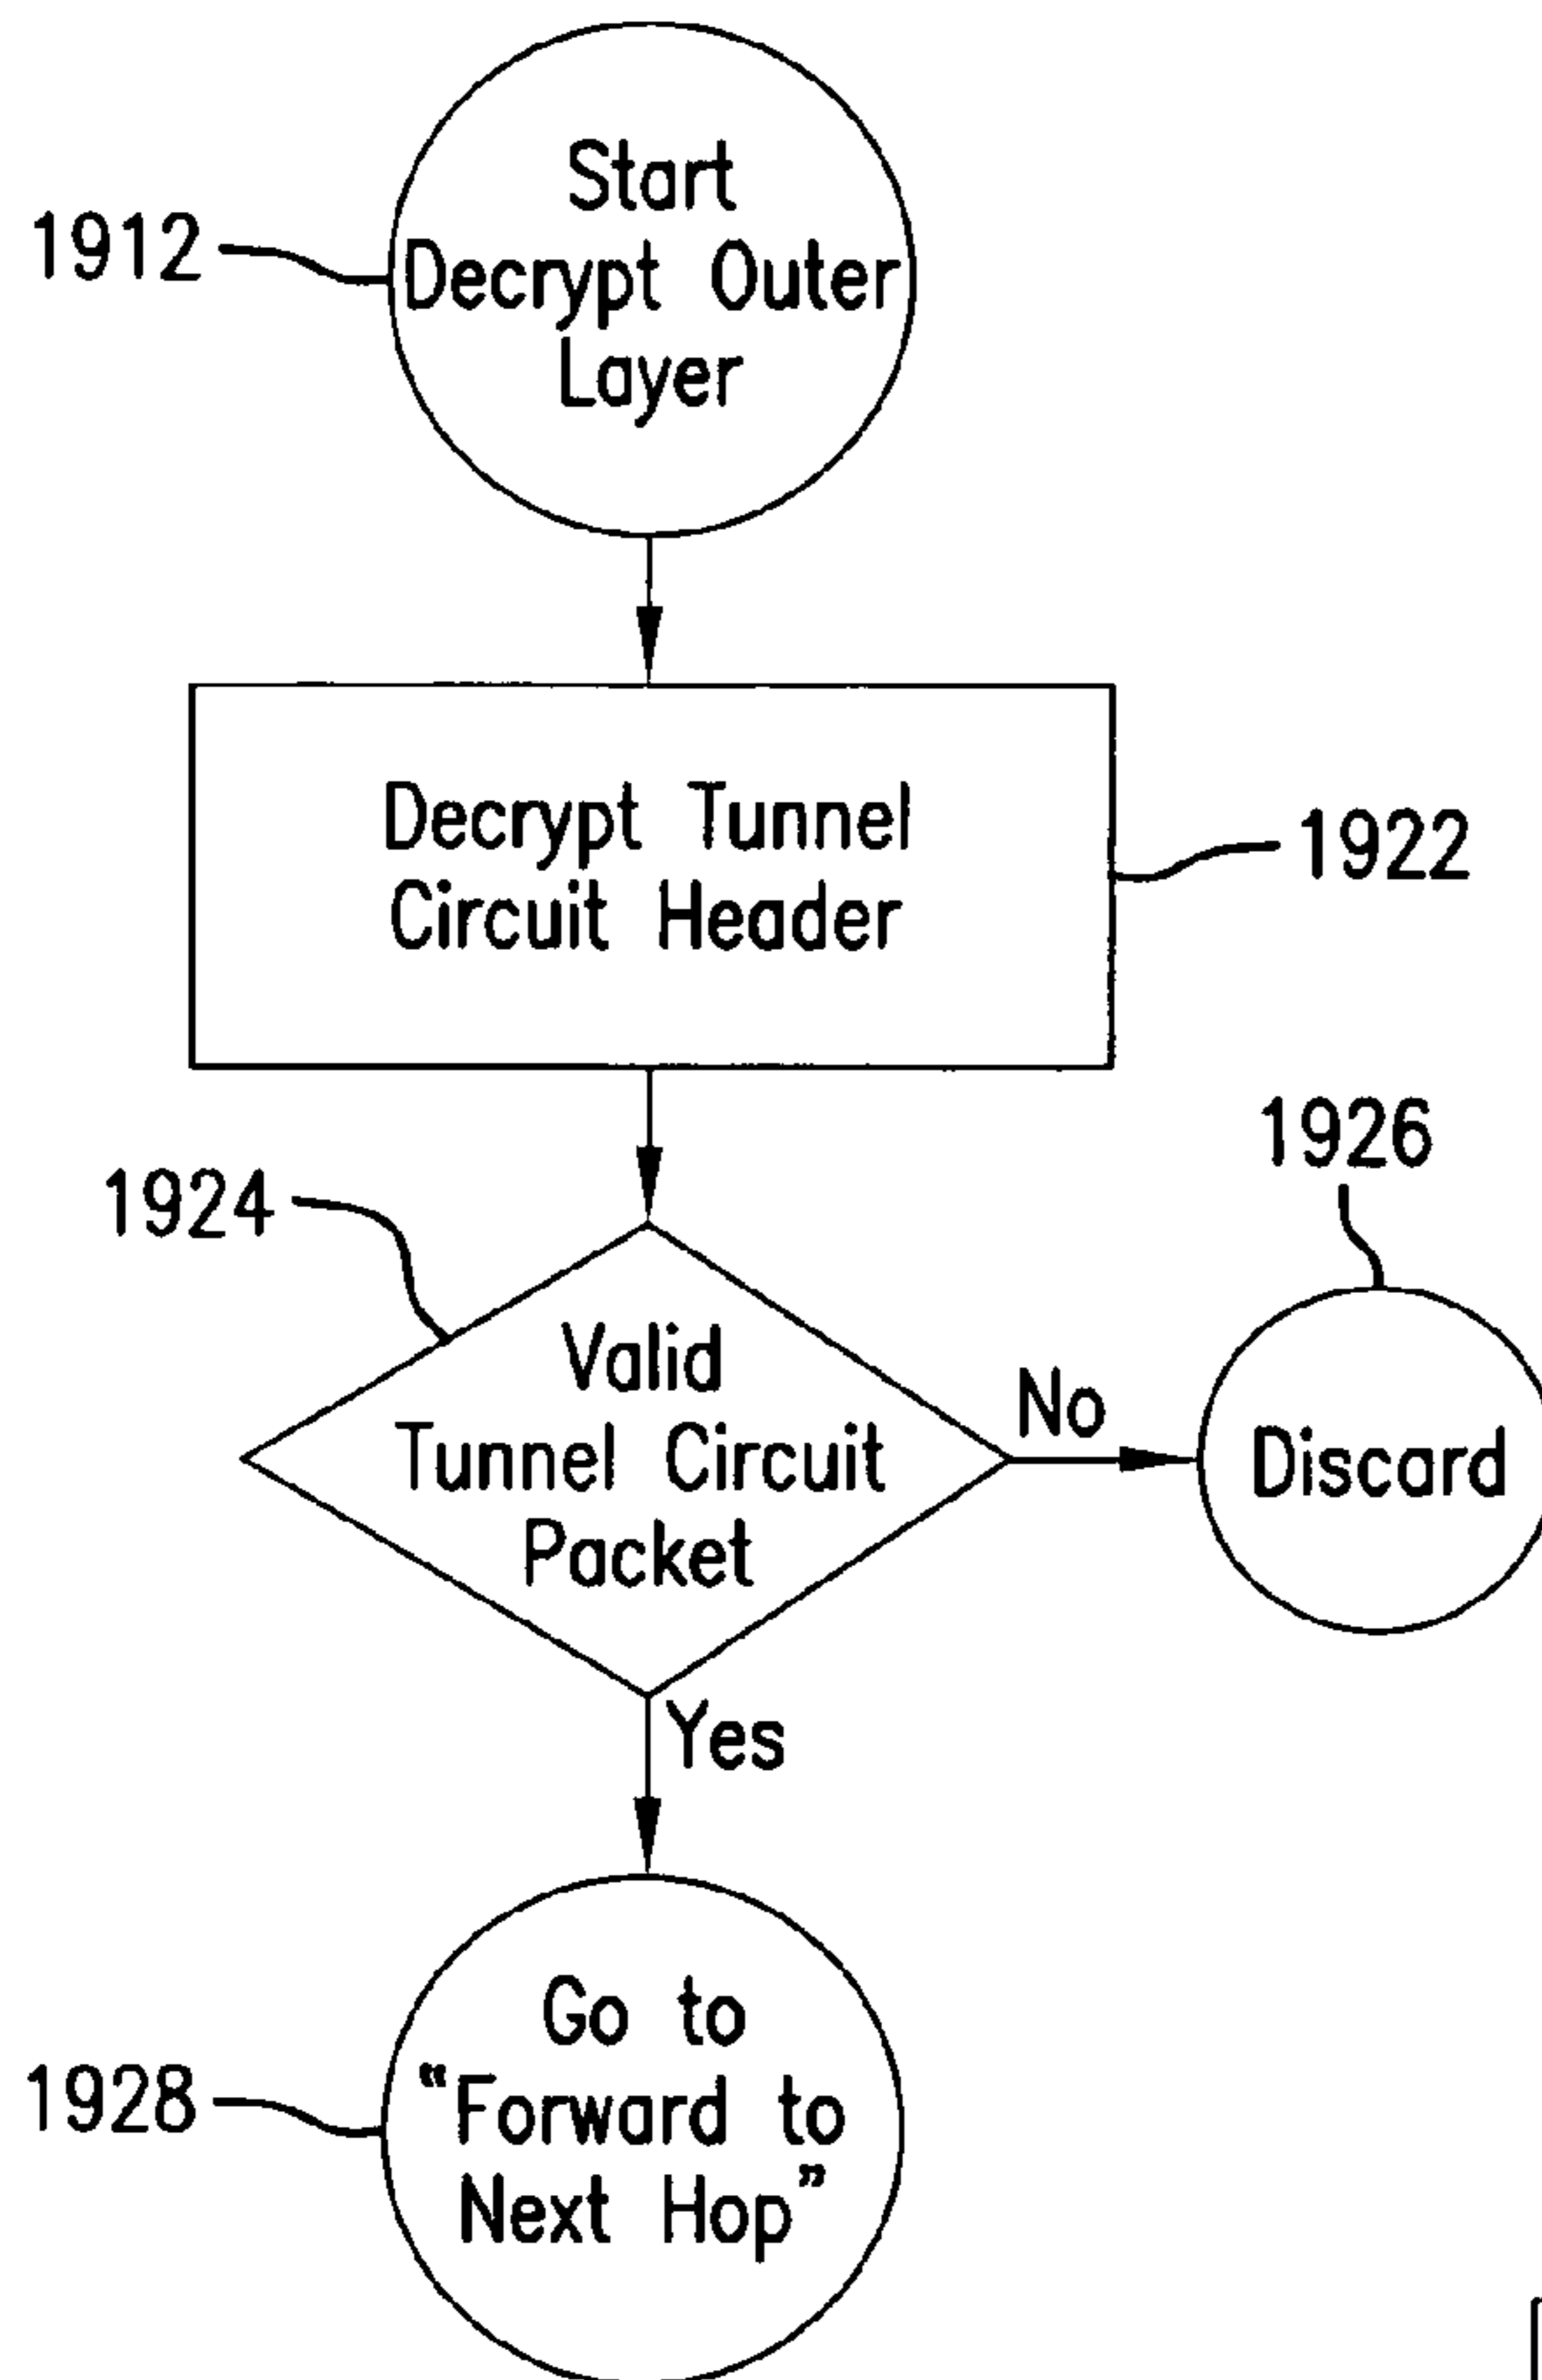 Start
1912
Decrypt Outer
Layer
Decrypt Tunnel
1922
Circuit Header
1926
1924
Valid
No
Tunnel Circuit
Discard
Packet
Yes
Go to
1928
“Forward to
Next Hop”